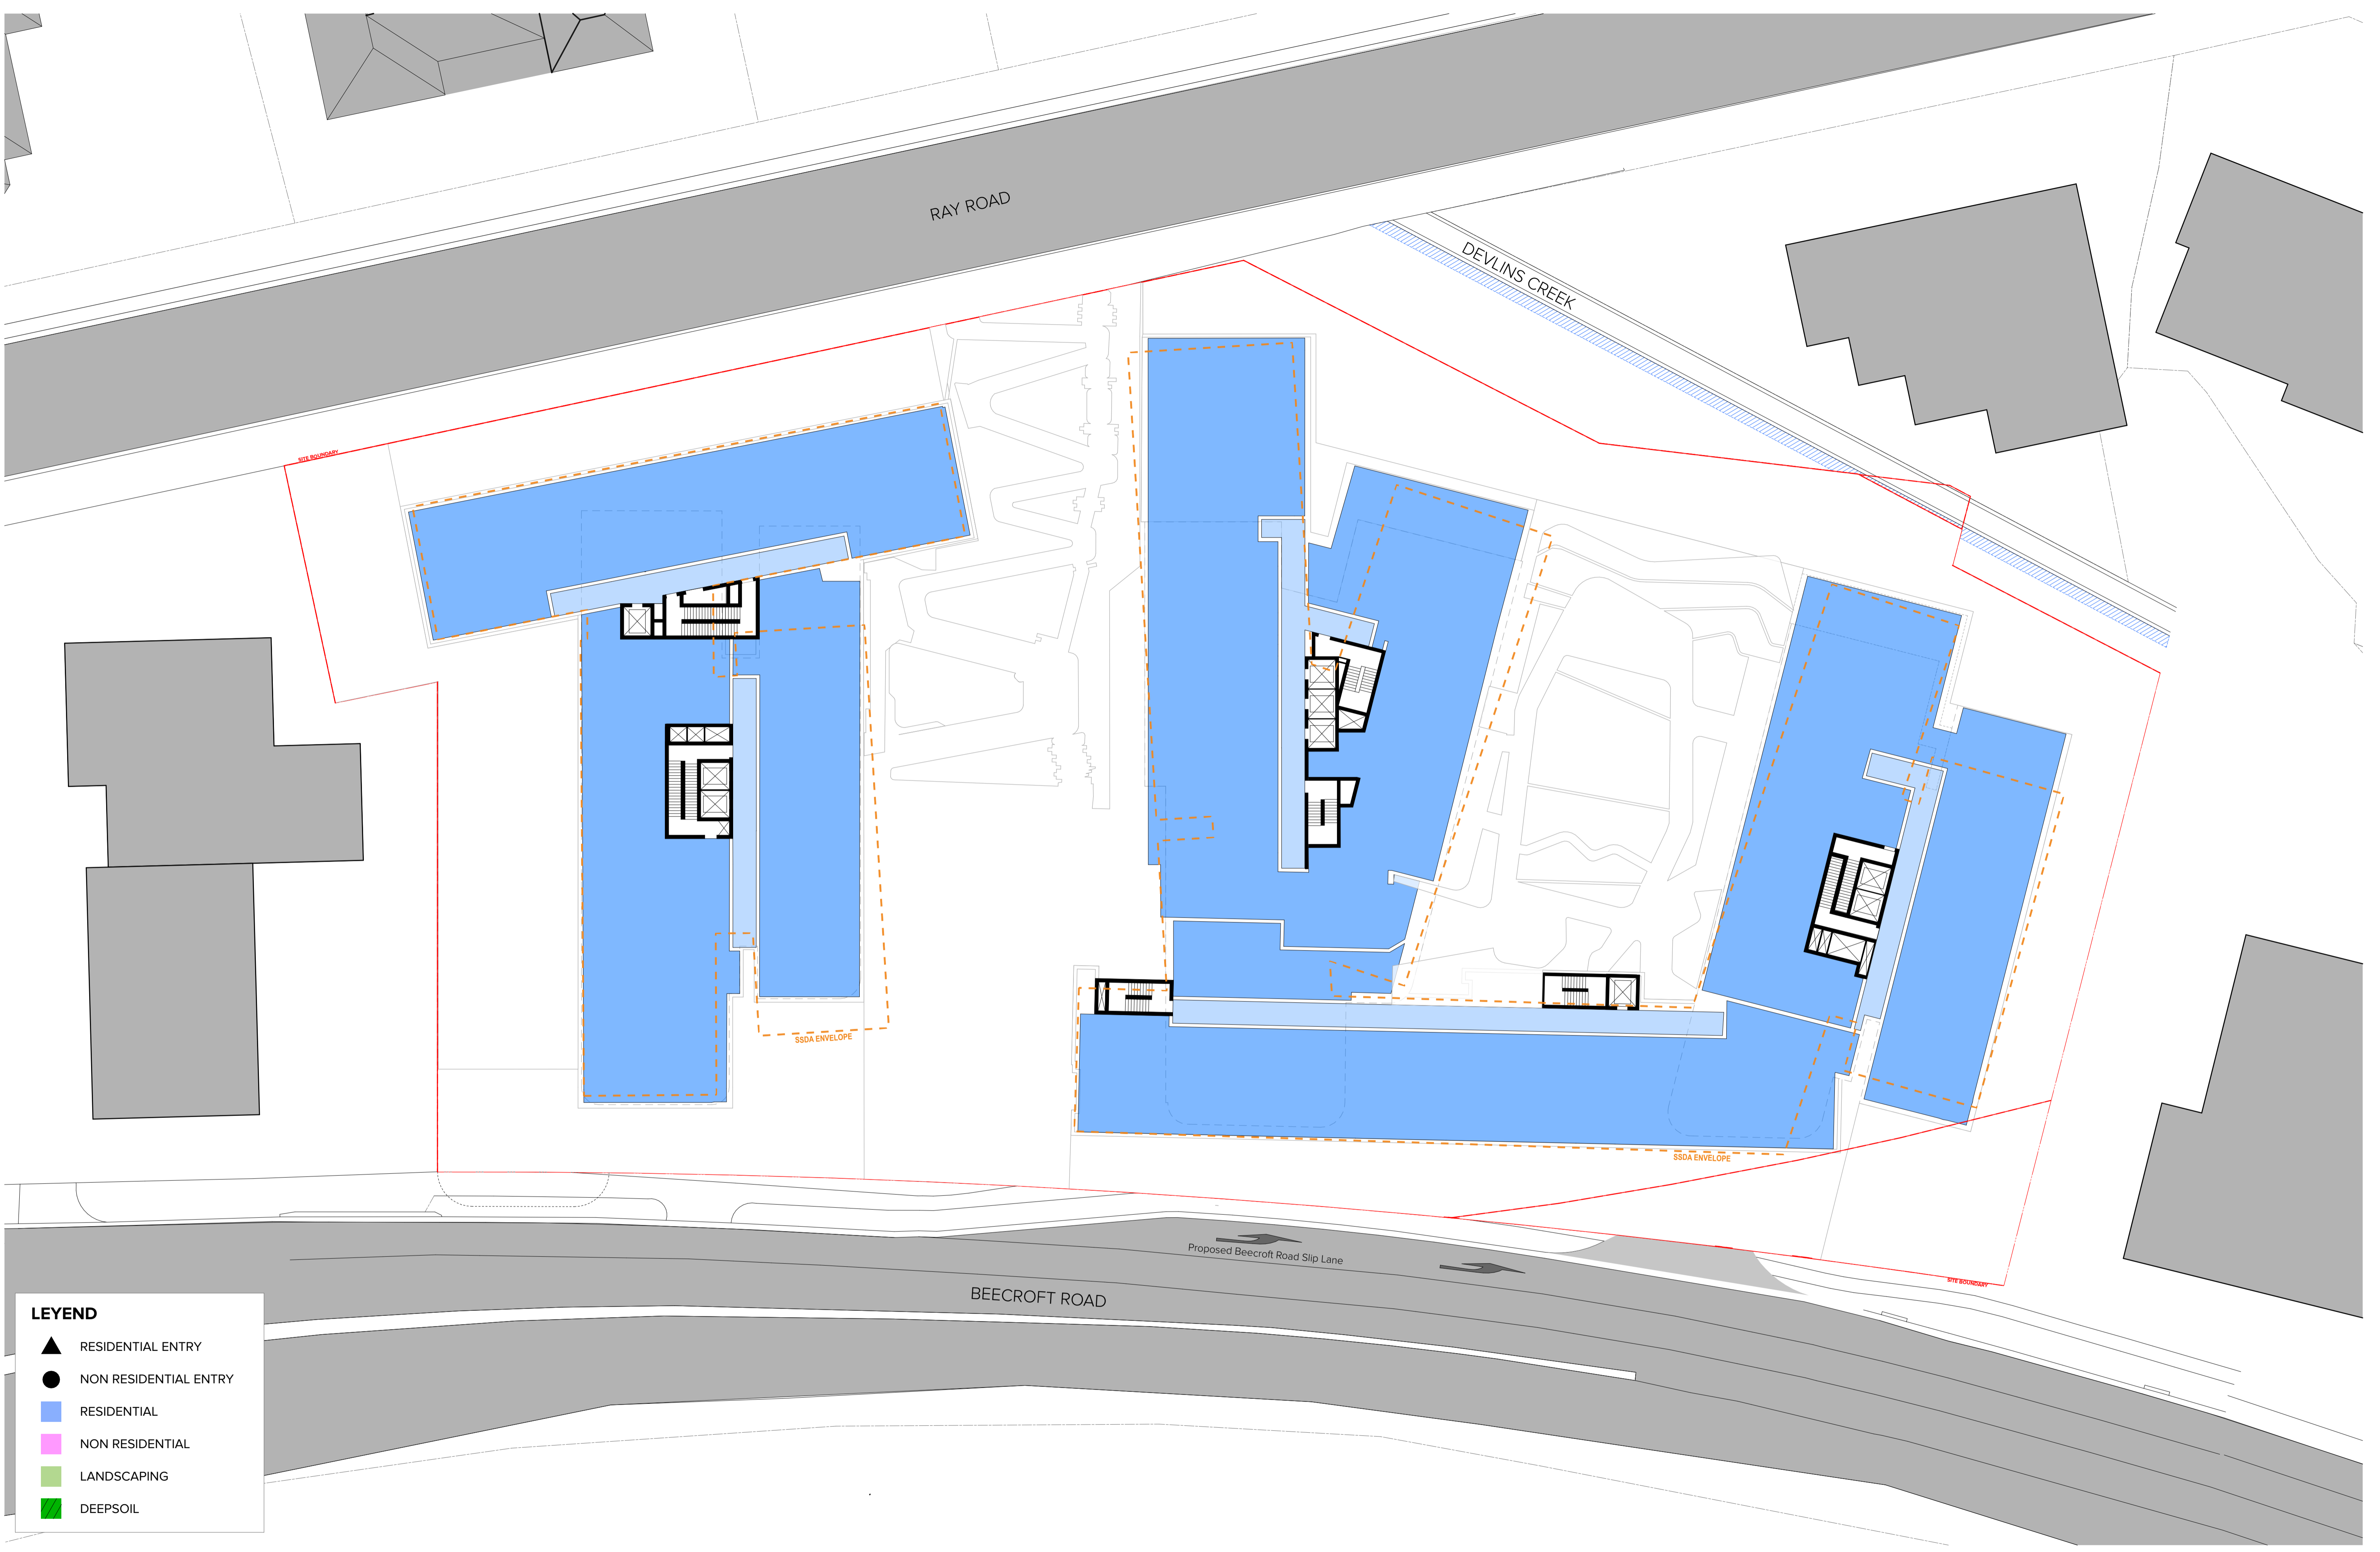 RAY ROAD
DEVLINS CREEK
SITE BOUNDARY
SSDA ENVELOPE
SSDA ENVELOPE
Proposed Beecroft Road Slip Lane
SITE BOUNDARY
BEECROFT ROAD
LEYEND
RESIDENTIAL ENTRY
NON RESIDENTIAL ENTRY
RESIDENTIAL
NON RESIDENTIAL
LANDSCAPING
DEEPSOIL